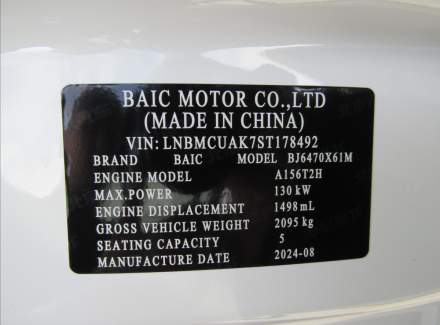 BAIC MOTOR CO.,LTD
(MADE IN CHINA)
VIN: LNBMCUAK7ST178492
BRAND BAIC MODEL BJ6470X61M
ENGINE MODEL A156T2H
MAX.POWER 130 kW
ENGINE DISPLACEMENT 1498mL
GROSS VEHICLE WEIGHT 2095 kg
SEATING CAPACITY 5
MANUFACTURE DATE 2024-08